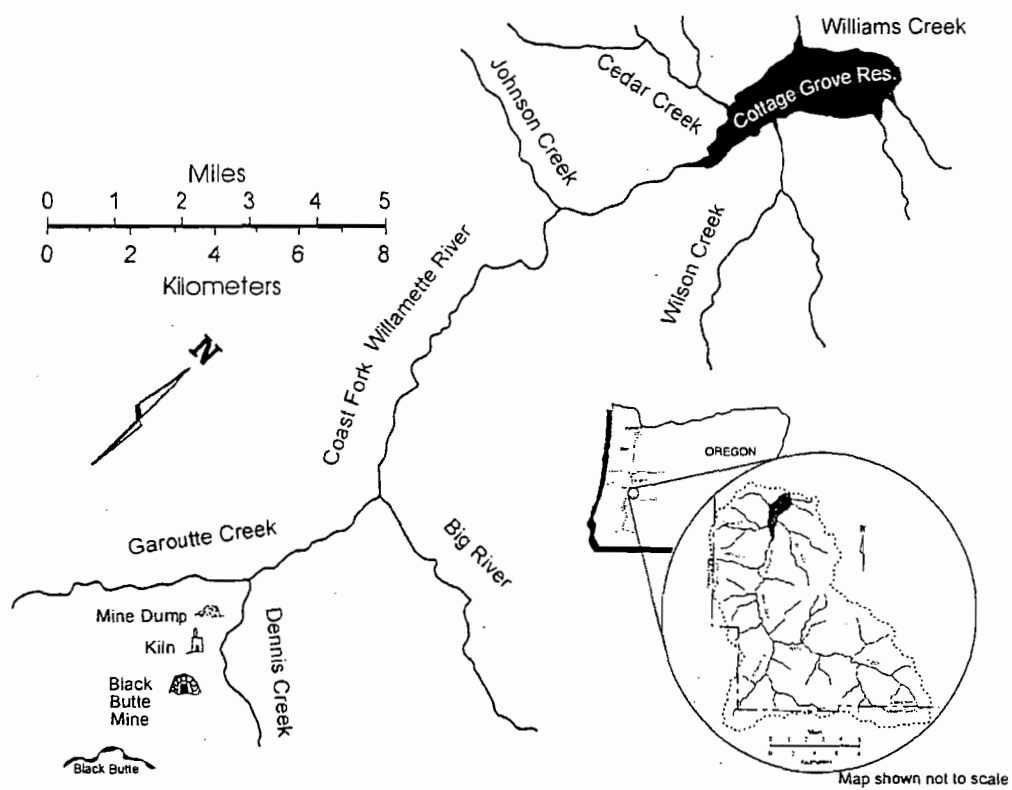 Williams Creek
Cedar Creek
Cottage Grove Res.
Johnson Creek
Miles
0 1 2 3 4 5
0 2 4 6 8
Kilometers
Wilson Creek
Coast Fork Willamette River
N
OREGON
Garoutte Creek
Big River
Dennis Creek
Mine Dump
Kiln
Black
Butte
Mine
Black Butte
Map shown not to scale